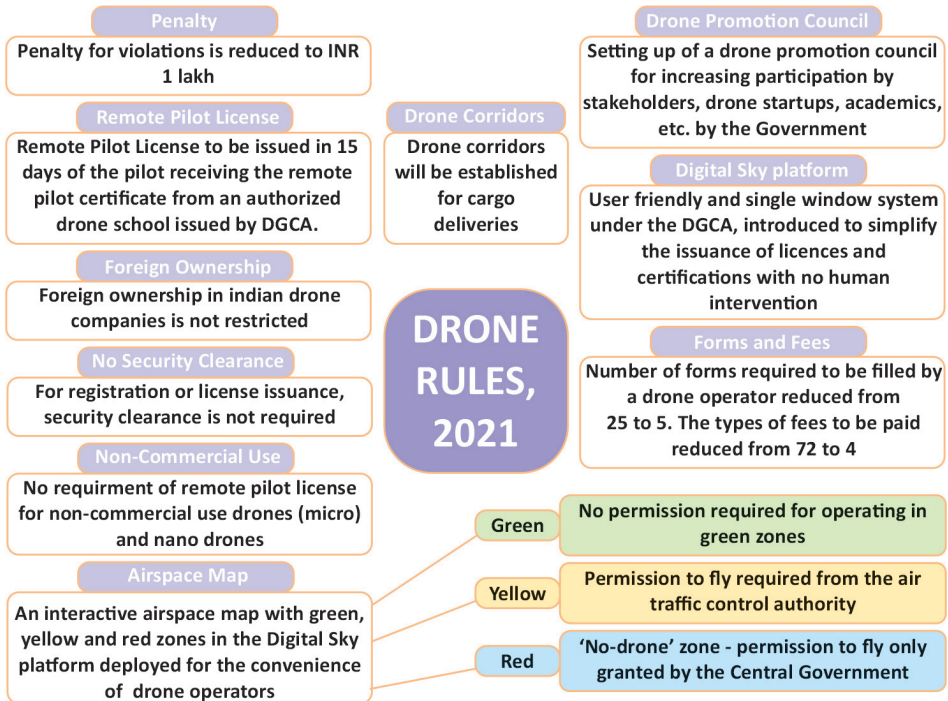 Penalty
Penalty for violations is reduced to INR
1 lakh
Remote Pilot License
Remote Pilot License to be issued in 15
days of the pilot receiving the remote
pilot certificate from an authorized
drone school issued by DGCA.
Foreign Ownership
Foreign ownership in indian drone
companies is not restricted
No Security Clearance
For registration or license issuance,
security clearance is not required
Non-Commercial Use
No requirment of remote pilot license
for non-commercial use drones (micro)
and nano drones
Airspace Map
An interactive airspace map with green,
yellow and red zones in the Digital Sky
platform deployed for the convenience
of drone operators
Drone Corridors
Drone corridors
will be established
for cargo
deliveries
DRONE
RULES,
2021
Drone Promotion Council
Setting up of a drone promotion council
for increasing participation by
stakeholders, drone startups, academics,
etc. by the Government
Digital Sky platform
User friendly and single window system
under the DGCA, introduced to simplify
the issuance of licences and
certifications with no human
intervention
Forms and Fees
Number of forms required to be filled by
a drone operator reduced from
25 to 5. The types of fees to be paid
reduced from 72 to 4
Green
No permission required for operating in
green zones
Yellow
Permission to fly required from the air
traffic control authority
Red
‘No-drone’ zone - permission to fly only
granted by the Central Government